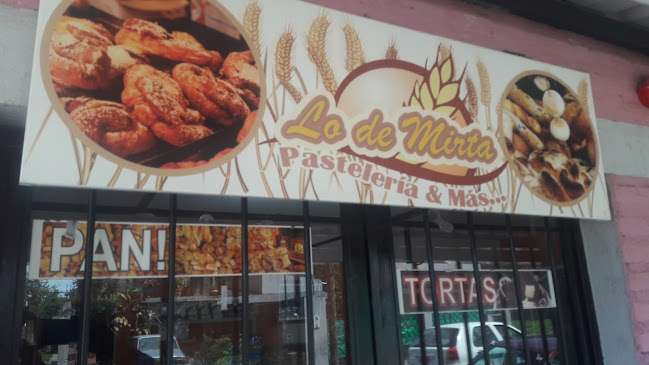 Lo de Mirta
Pastelería & Más...
PAN!
TORTAS